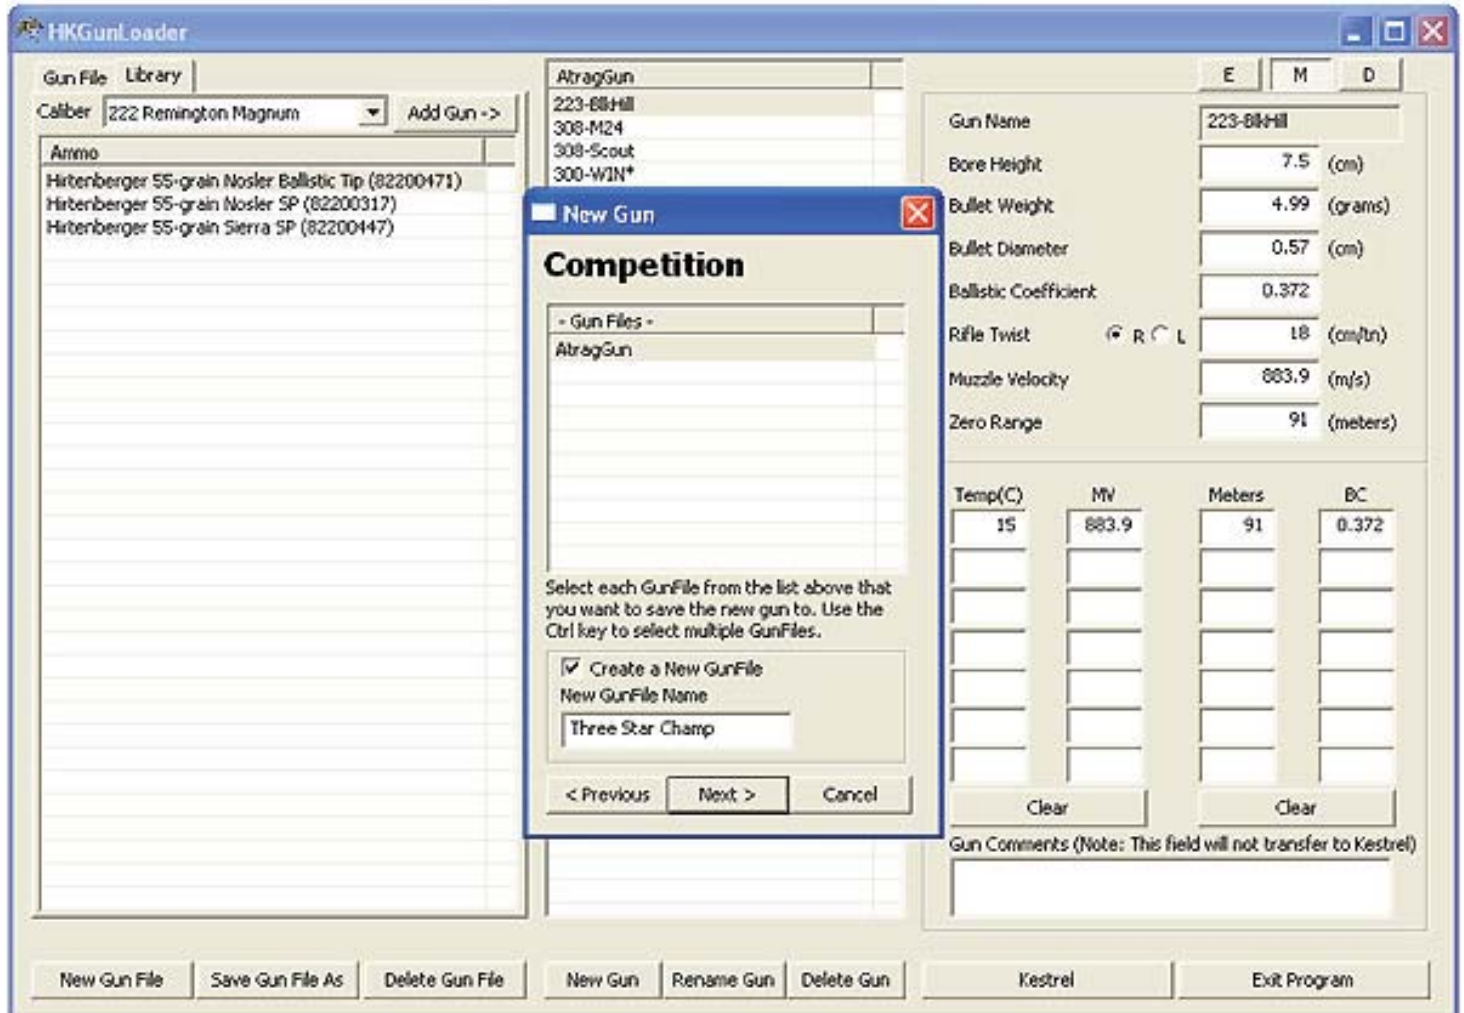 HKGunLoader
Gun File Library
Caliber 222 Remington Magnum Add Gun ->
Ammo
Hirtenberger 55-grain Nosler Ballistic Tip (82200471)
Hirtenberger 55-grain Nosler SP (82200317)
Hirtenberger 55-grain Sierra SP (82200447)
AtragGun
223-BlkHill
308-M24
308-Scout
300-WIN*
New Gun
Competition
- Gun Files -
AtragGun
Select each GunFile from the list above that
you want to save the new gun to. Use the
Ctrl key to select multiple GunFiles.
Create a New GunFile
New GunFile Name
Three Star Champ
< Previous Next > Cancel
E M D
Gun Name 223-BlkHill
Bore Height 7.5 (cm)
Bullet Weight 4.99 (grams)
Bullet Diameter 0.57 (cm)
Ballistic Coefficient 0.372
Rifle Twist R L 18 (cm/tn)
Muzzle Velocity 883.9 (m/s)
Zero Range 91 (meters)
Temp(C) MV Meters BC
15 883.9 91 0.372
Clear Clear
Gun Comments (Note: This field will not transfer to Kestrel)
New Gun File Save Gun File As Delete Gun File New Gun Rename Gun Delete Gun Kestrel Exit Program